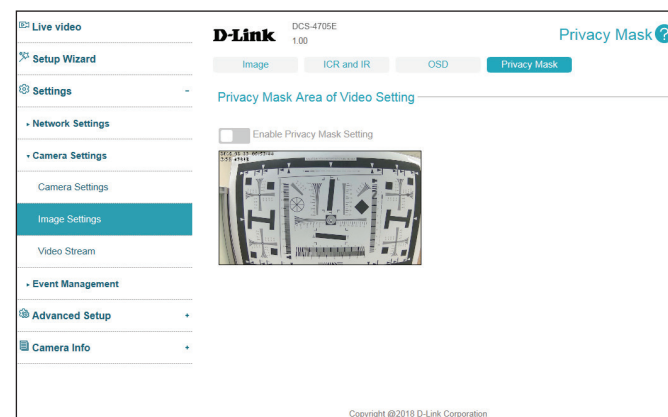 Live video
Setup Wizard
Settings -
Network Settings
Camera Settings
Camera Settings
Image Settings
Video Stream
Event Management
Advanced Setup +
Camera Info +
D-Link DCS-4705E
1.00
Privacy Mask ?
Image ICR and IR OSD Privacy Mask
Privacy Mask Area of Video Setting
Enable Privacy Mask Setting
Copyright @2018 D-Link Corporation